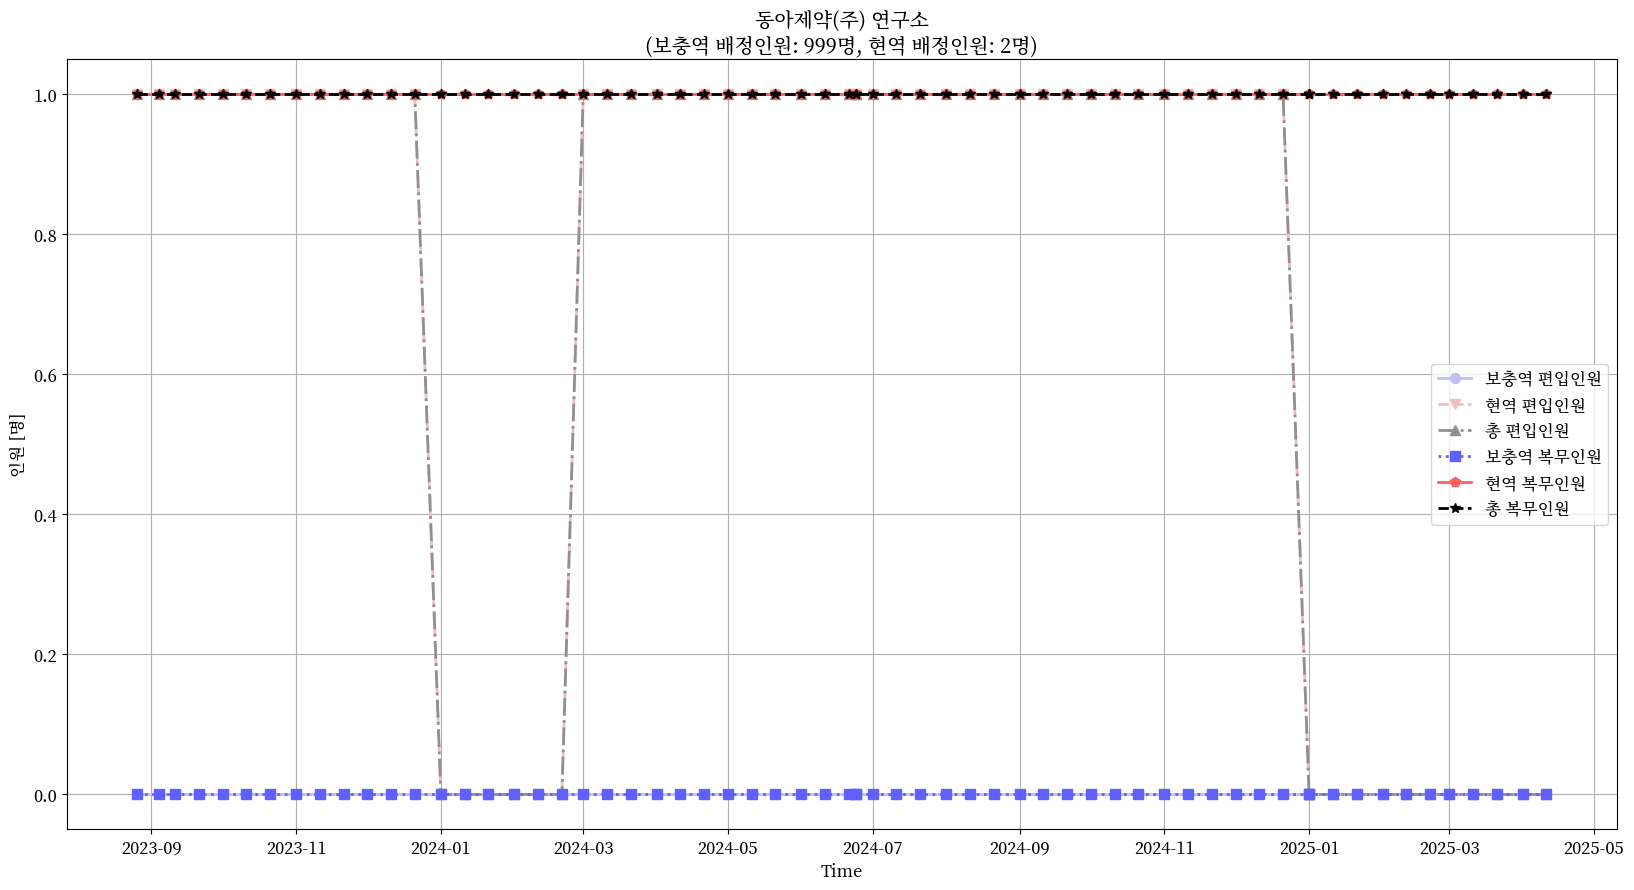 동아제약(주) 연구소
(보충역 배정인원: 999명, 현역 배정인원: 2명)
1.0
0.8
0.6
0.4
0.2
0.0
인원 [명]
보충역 편입인원
현역 편입인원
총 편입인원
보충역 복무인원
현역 복무인원
총 복무인원
2023-09 2023-11 2024-01 2024-03 2024-05 2024-07 2024-09 2024-11 2025-01 2025-03 2025-05
Time